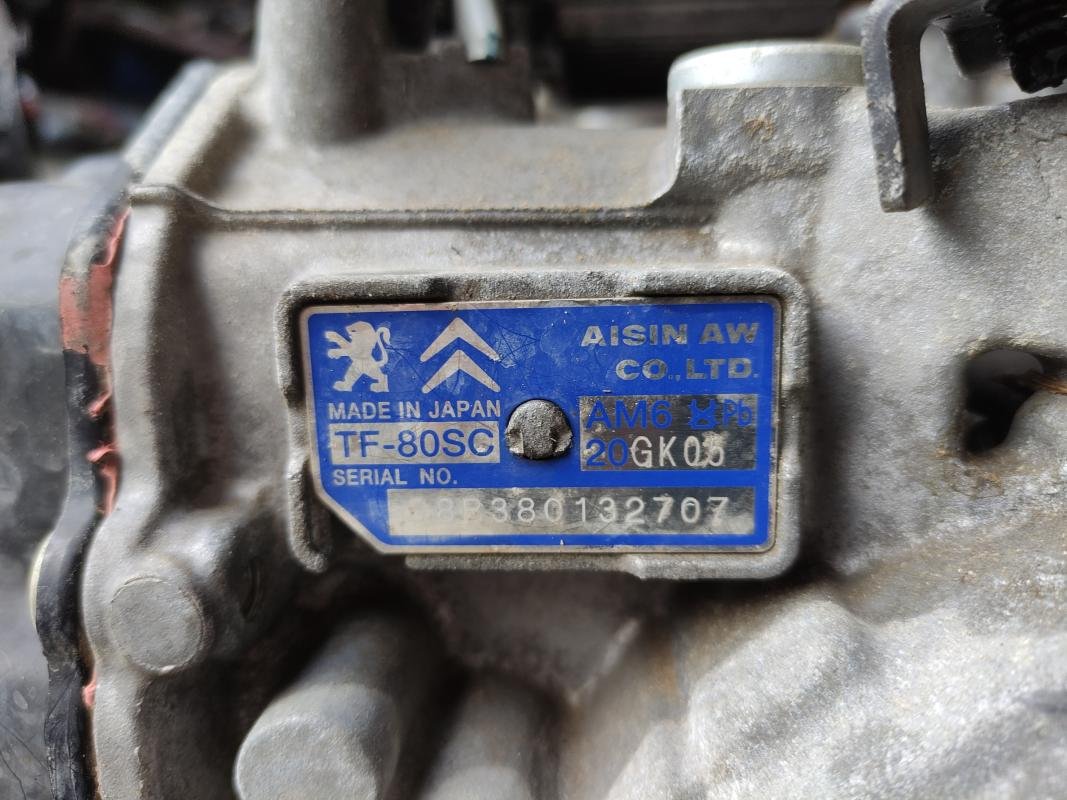 AISIN AW
CO., LTD.
MADE IN JAPAN
TF-80SC
AM6 Pb
20GK05
SERIAL NO.
8P380132707